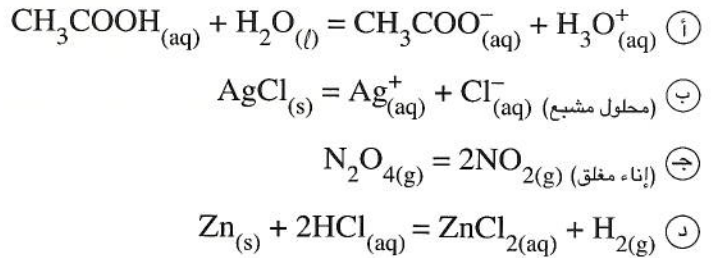 أ CH₃COOH(aq) + H₂O(ℓ) = CH₃COO⁻(aq) + H₃O⁺(aq)
ب AgCl(s) = Ag⁺(aq) + Cl⁻(aq) (محلول مشبع)
ج N₂O₄(g) = 2NO₂(g) (إناء مغلق)
د Zn(s) + 2HCl(aq) = ZnCl₂(aq) + H₂(g)